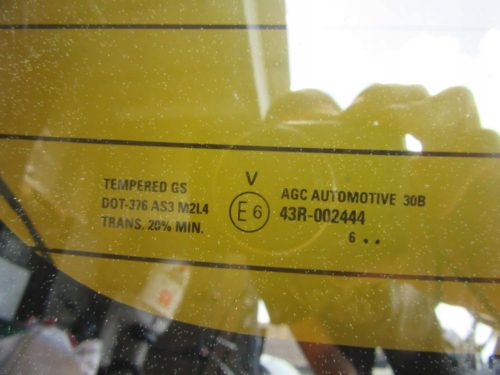 TEMPERED GS
DOT-376 AS3 M2L4
TRANS. 20% MIN.
V
E6
AGC AUTOMOTIVE 30B
43R-002444
6 ..